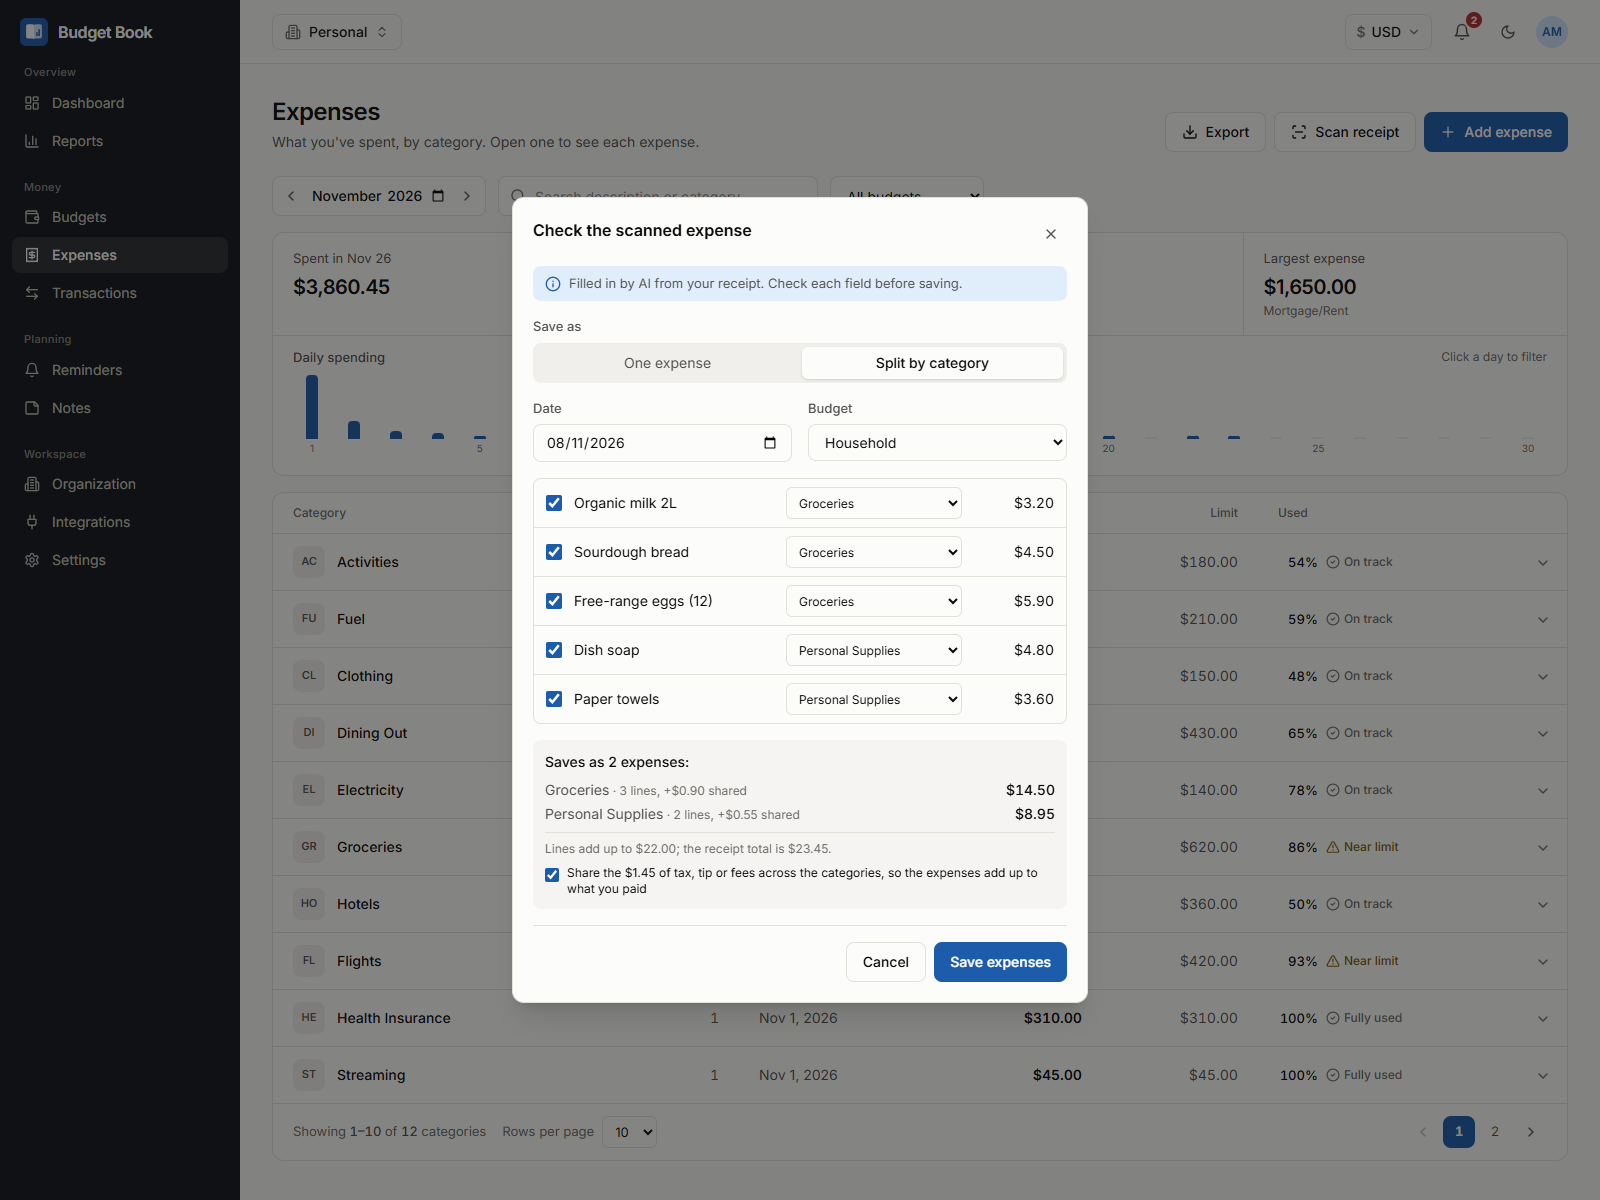 Budget Book
Overview
Dashboard
Reports
Money
Budgets
Expenses
Transactions
Planning
Reminders
Notes
Workspace
Organization
Integrations
Settings
Personal
$ USD
2
AM
Expenses
What you've spent, by category. Open one to see each expense.
Export
Scan receipt
Add expense
November 2026
Search description or category
All budgets
Spent in Nov 26
$3,860.45
Largest expense
$1,650.00
Mortgage/Rent
Daily spending
Click a day to filter
1
5
20
25
30
Check the scanned expense
Filled in by AI from your receipt. Check each field before saving.
Save as
One expense
Split by category
Date
Budget
08/11/2026
Household
Organic milk 2L Groceries $3.20
Sourdough bread Groceries $4.50
Free-range eggs (12) Groceries $5.90
Dish soap Personal Supplies $4.80
Paper towels Personal Supplies $3.60
Saves as 2 expenses:
Groceries · 3 lines, +$0.90 shared $14.50
Personal Supplies · 2 lines, +$0.55 shared $8.95
Lines add up to $22.00; the receipt total is $23.45.
Share the $1.45 of tax, tip or fees across the categories, so the expenses add up to
what you paid
Cancel
Save expenses
Category Limit Used
AC Activities $180.00 54% On track
FU Fuel $210.00 59% On track
CL Clothing $150.00 48% On track
DI Dining Out $430.00 65% On track
EL Electricity $140.00 78% On track
GR Groceries $620.00 86% Near limit
HO Hotels $360.00 50% On track
FL Flights $420.00 93% Near limit
HE Health Insurance 1 Nov 1, 2026 $310.00 $310.00 100% Fully used
ST Streaming 1 Nov 1, 2026 $45.00 $45.00 100% Fully used
Showing 1–10 of 12 categories
Rows per page 10
1
2